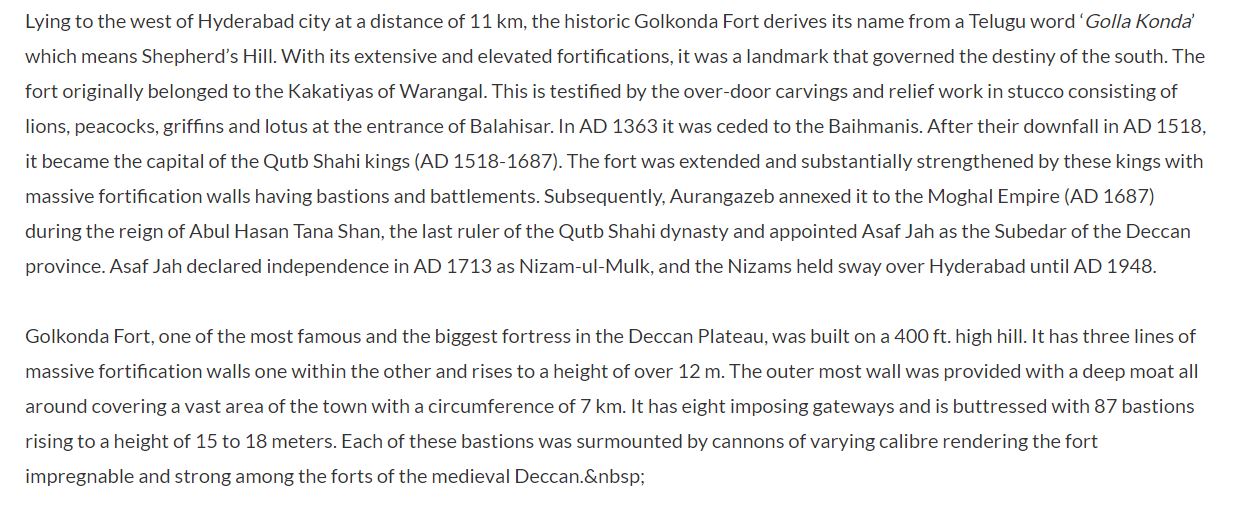 Lying to the west of Hyderabad city at a distance of 11 km, the historic Golkonda Fort derives its name from a Telugu word ‘Golla Konda’
which means Shepherd’s Hill. With its extensive and elevated fortifications, it was a landmark that governed the destiny of the south. The
fort originally belonged to the Kakatiyas of Warangal. This is testified by the over-door carvings and relief work in stucco consisting of
lions, peacocks, griffins and lotus at the entrance of Balahisar. In AD 1363 it was ceded to the Baihmanis. After their downfall in AD 1518,
it became the capital of the Qutb Shahi kings (AD 1518-1687). The fort was extended and substantially strengthened by these kings with
massive fortification walls having bastions and battlements. Subsequently, Aurangazeb annexed it to the Moghal Empire (AD 1687)
during the reign of Abul Hasan Tana Shan, the last ruler of the Qutb Shahi dynasty and appointed Asaf Jah as the Subedar of the Deccan
province. Asaf Jah declared independence in AD 1713 as Nizam-ul-Mulk, and the Nizams held sway over Hyderabad until AD 1948.
Golkonda Fort, one of the most famous and the biggest fortress in the Deccan Plateau, was built on a 400 ft. high hill. It has three lines of
massive fortification walls one within the other and rises to a height of over 12 m. The outer most wall was provided with a deep moat all
around covering a vast area of the town with a circumference of 7 km. It has eight imposing gateways and is buttressed with 87 bastions
rising to a height of 15 to 18 meters. Each of these bastions was surmounted by cannons of varying calibre rendering the fort
impregnable and strong among the forts of the medieval Deccan.&nbsp;